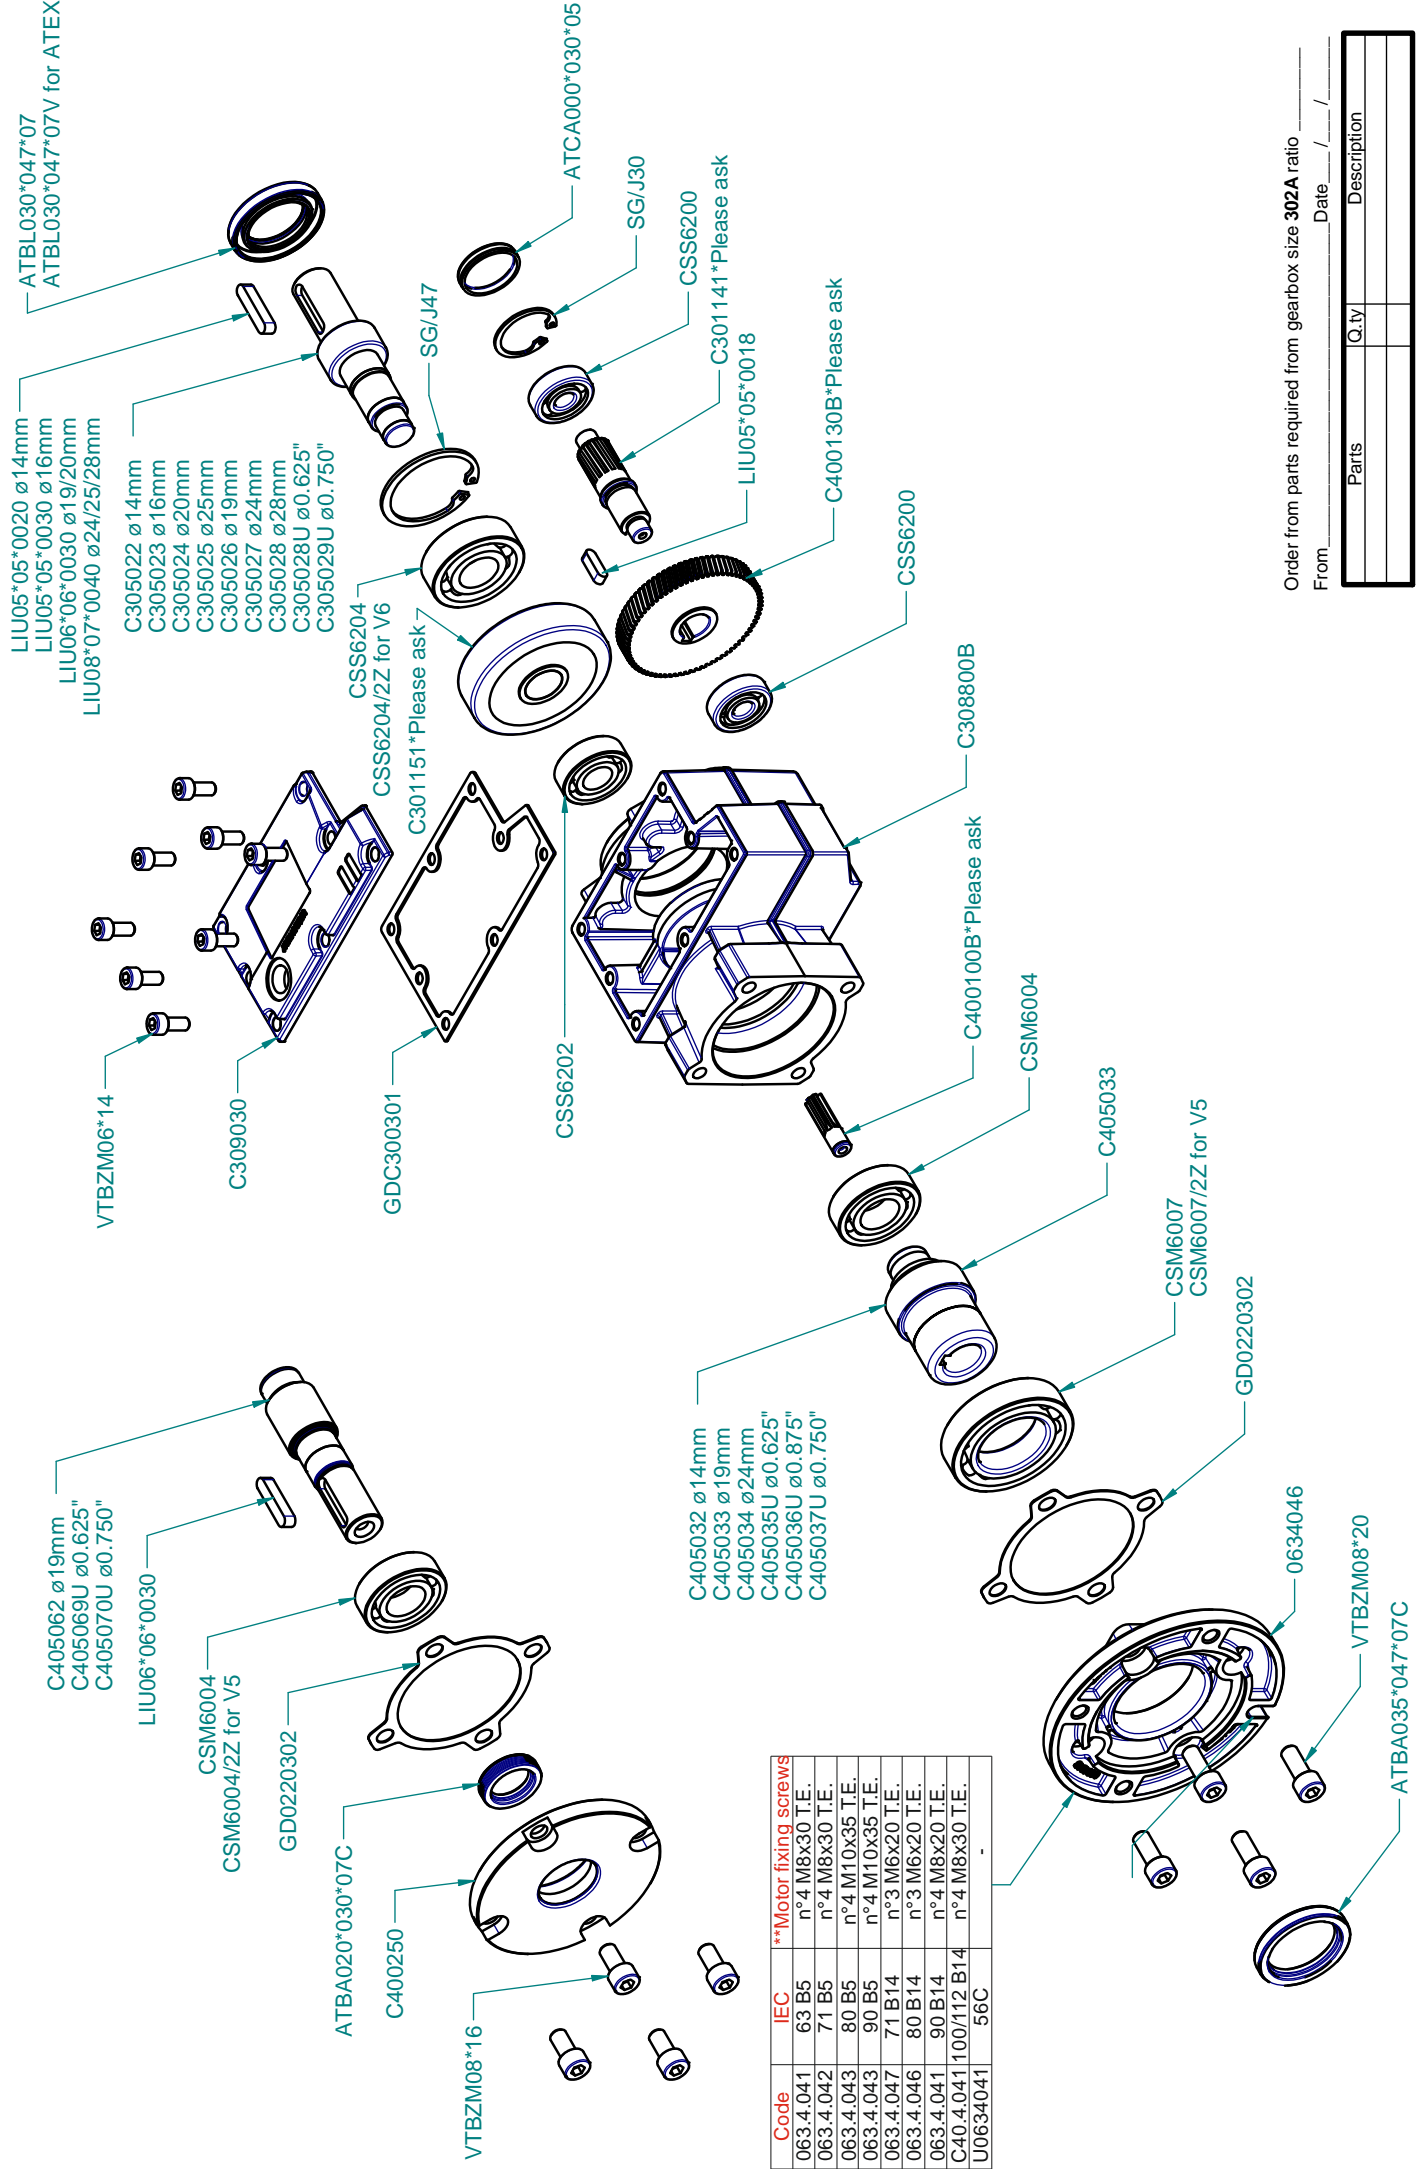 ATBL030*047*07
ATBL030*047*07V for ATEX
LIU05*05*0020 ø14mm
LIU05*05*0030 ø16mm
LIU06*06*0030 ø19/20mm
LIU08*07*0040 ø24/25/28mm
C305022 ø14mm
C305023 ø16mm
C305024 ø20mm
C305025 ø25mm
C305026 ø19mm
C305027 ø24mm
C305028 ø28mm
C305028U ø0.625"
C305029U ø0.750"
SG/J47
CSS6204
CSS6204/2Z for V6
C301151*Please ask
ATCA000*030*05
SG/J30
CSS6200
C301141*Please ask
LIU05*05*0018
C400130B*Please ask
CSS6200
C308800B
VTBZM06*14
C309030
GDC300301
CSS6202
C400100B*Please ask
CSM6004
C405033
CSM6007
CSM6007/2Z for V5
GD0220302
0634046
VTBZM08*20
ATBA035*047*07C
C405032 ø14mm
C405033 ø19mm
C405034 ø24mm
C405035U ø0.625"
C405036U ø0.875"
C405037U ø0.750"
C405062 ø19mm
C405069U ø0.625"
C405070U ø0.750"
LIU06*06*0030
CSM6004
CSM6004/2Z for V5
GD0220302
ATBA020*030*07C
C400250
VTBZM08*16
Code IEC **Motor fixing screws
063.4.041 63 B5 n°4 M8x30 T.E.
063.4.042 71 B5 n°4 M8x30 T.E.
063.4.043 80 B5 n°4 M10x35 T.E.
063.4.043 90 B5 n°4 M10x35 T.E.
063.4.047 71 B14 n°3 M6x20 T.E.
063.4.046 80 B14 n°3 M6x20 T.E.
063.4.041 90 B14 n°4 M8x20 T.E.
C40.4.041 100/112 B14 n°4 M8x30 T.E.
U0634041 56C -
Order from parts required from gearbox size 302A ratio ______
From____________________ Date ___/___/___
Parts Q.ty Description